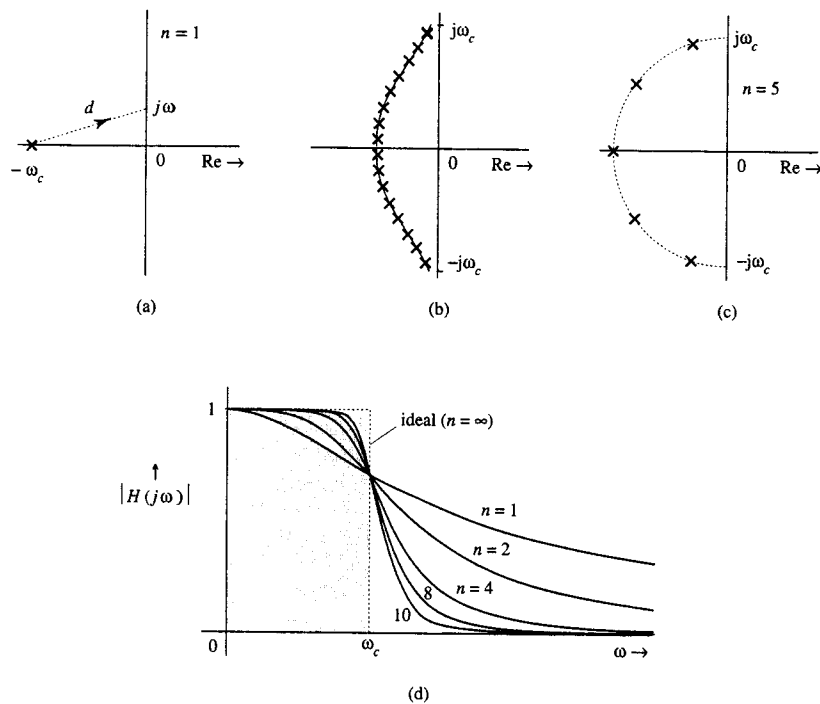 n = 1
jω
d
− ω_c
0
Re →
(a)
jω_c
0
Re →
−jω_c
(b)
jω_c
n = 5
0
Re →
−jω_c
(c)
1
ideal (n = ∞)
↑
|H(jω)|
n = 1
n = 2
n = 4
8
10
0
ω_c
ω →
(d)